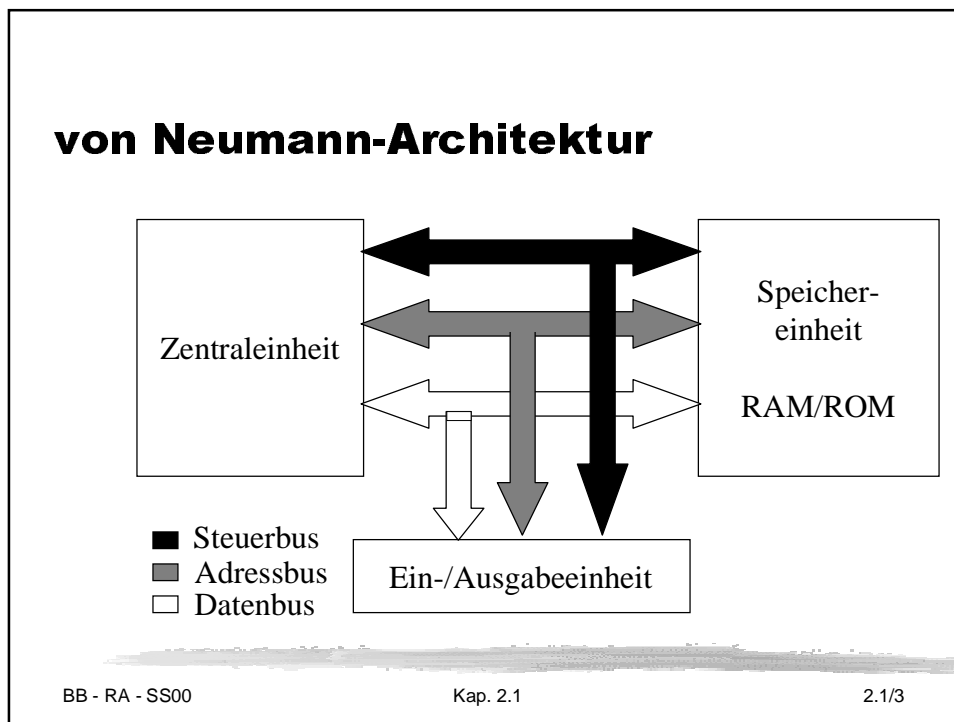 von Neumann-Architektur
Zentraleinheit
Speicher-
einheit
RAM/ROM
Steuerbus
Adressbus
Datenbus
Ein-/Ausgabeeinheit
BB - RA - SS00
Kap. 2.1
2.1/3